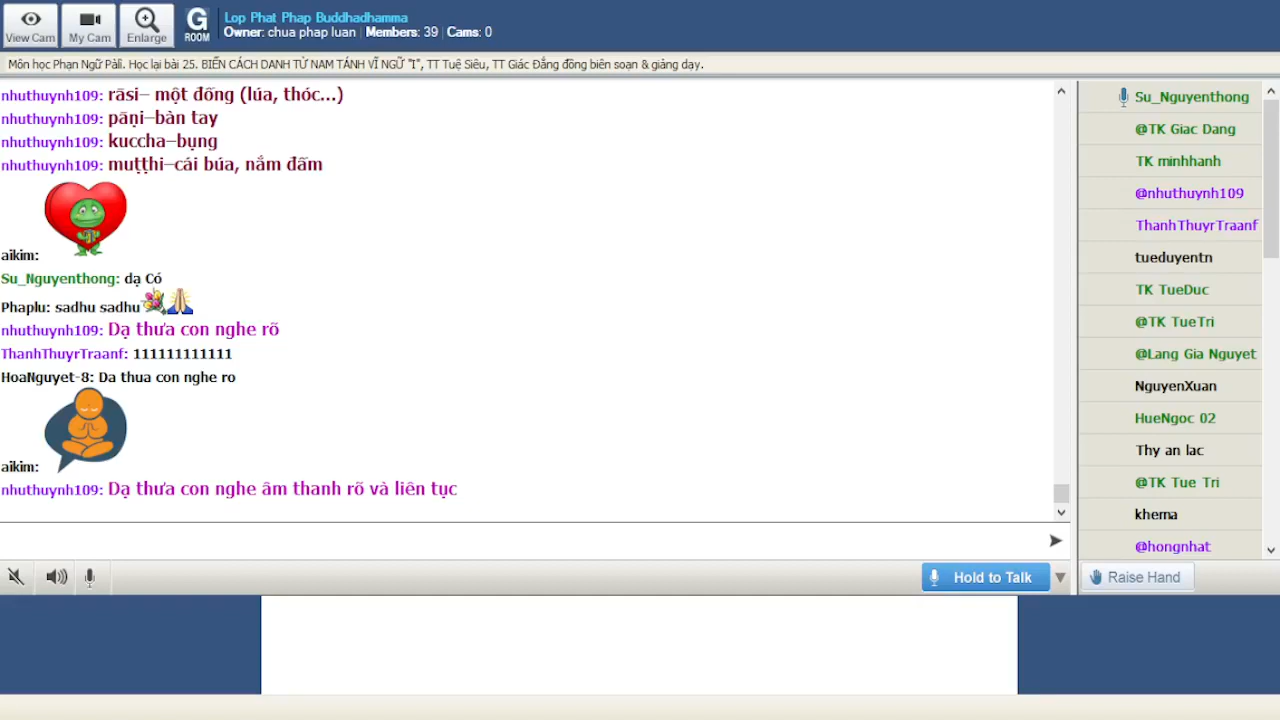 View Cam
My Cam
Enlarge
G ROOM
Lop Phat Phap Buddhadhamma
Owner: chua phap luan Members: 39 Cams: 0
Môn học Phạn Ngữ Pāli. Học lại bài 25. BIẾN CÁCH DANH TỪ NAM TÁNH VĨ NGỮ "I", TT Tuệ Siêu, TT Giác Đẳng đồng biên soạn & giảng dạy.
nhuthuynh109: rāsi– một đống (lúa, thóc...)
nhuthuynh109: pāṇi–bàn tay
nhuthuynh109: kuccha–bụng
nhuthuynh109: muṭṭhi–cái búa, nắm đấm
aikim:
Su_Nguyenthong: dạ Có
Phaplu: sadhu sadhu
nhuthuynh109: Dạ thưa con nghe rõ
ThanhThuyrTraanf: 111111111111
HoaNguyet-8: Da thua con nghe ro
aikim:
nhuthuynh109: Dạ thưa con nghe âm thanh rõ và liên tục
Su_Nguyenthong
@TK Giac Dang
TK minhhanh
@nhuthuynh109
ThanhThuyrTraanf
tueduyentn
TK TueDuc
@TK TueTri
@Lang Gia Nguyet
NguyenXuan
HueNgoc 02
Thy an lac
@TK Tue Tri
khema
@hongnhat
Hold to Talk
Raise Hand